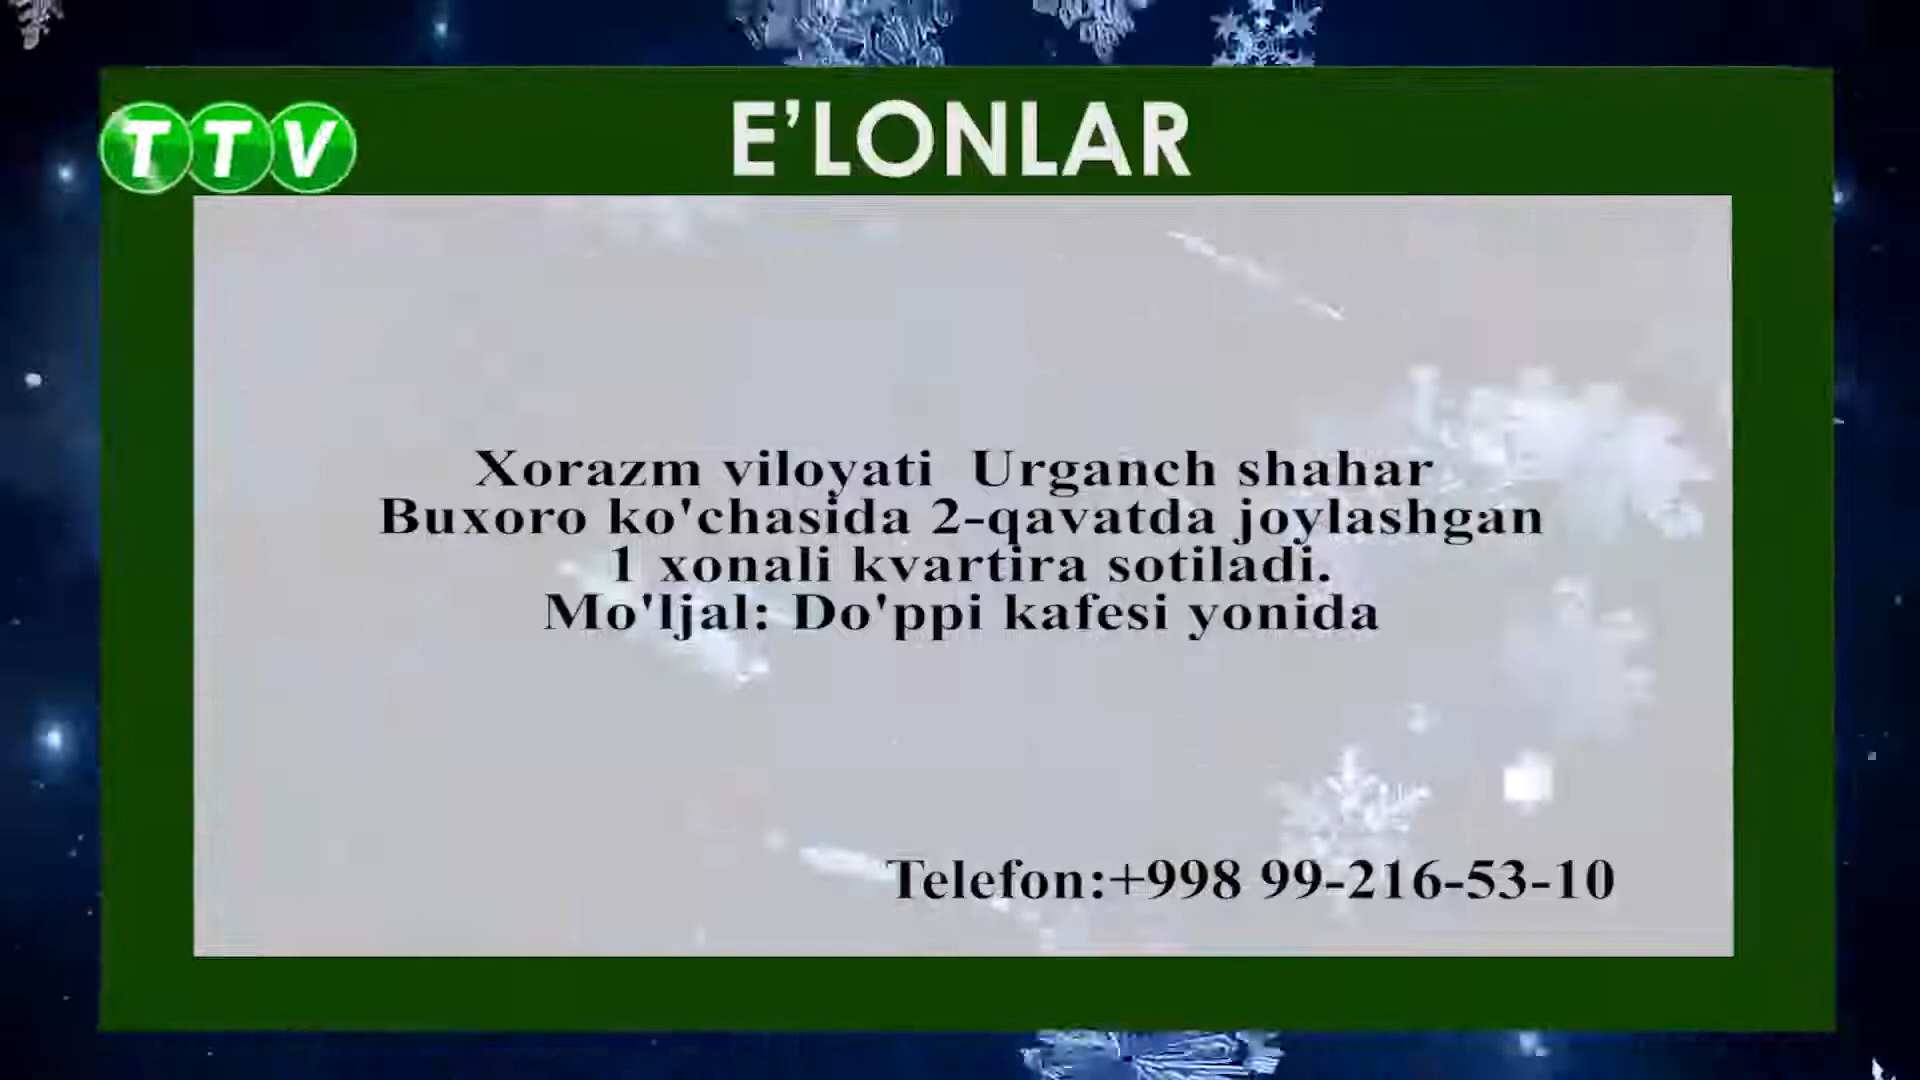 TTV
E’LONLAR
Xorazm viloyati Urganch shahar
Buxoro ko'chasida 2-qavatda joylashgan
1 xonali kvartira sotiladi.
Mo'ljal: Do'ppi kafesi yonida
Telefon:+998 99-216-53-10